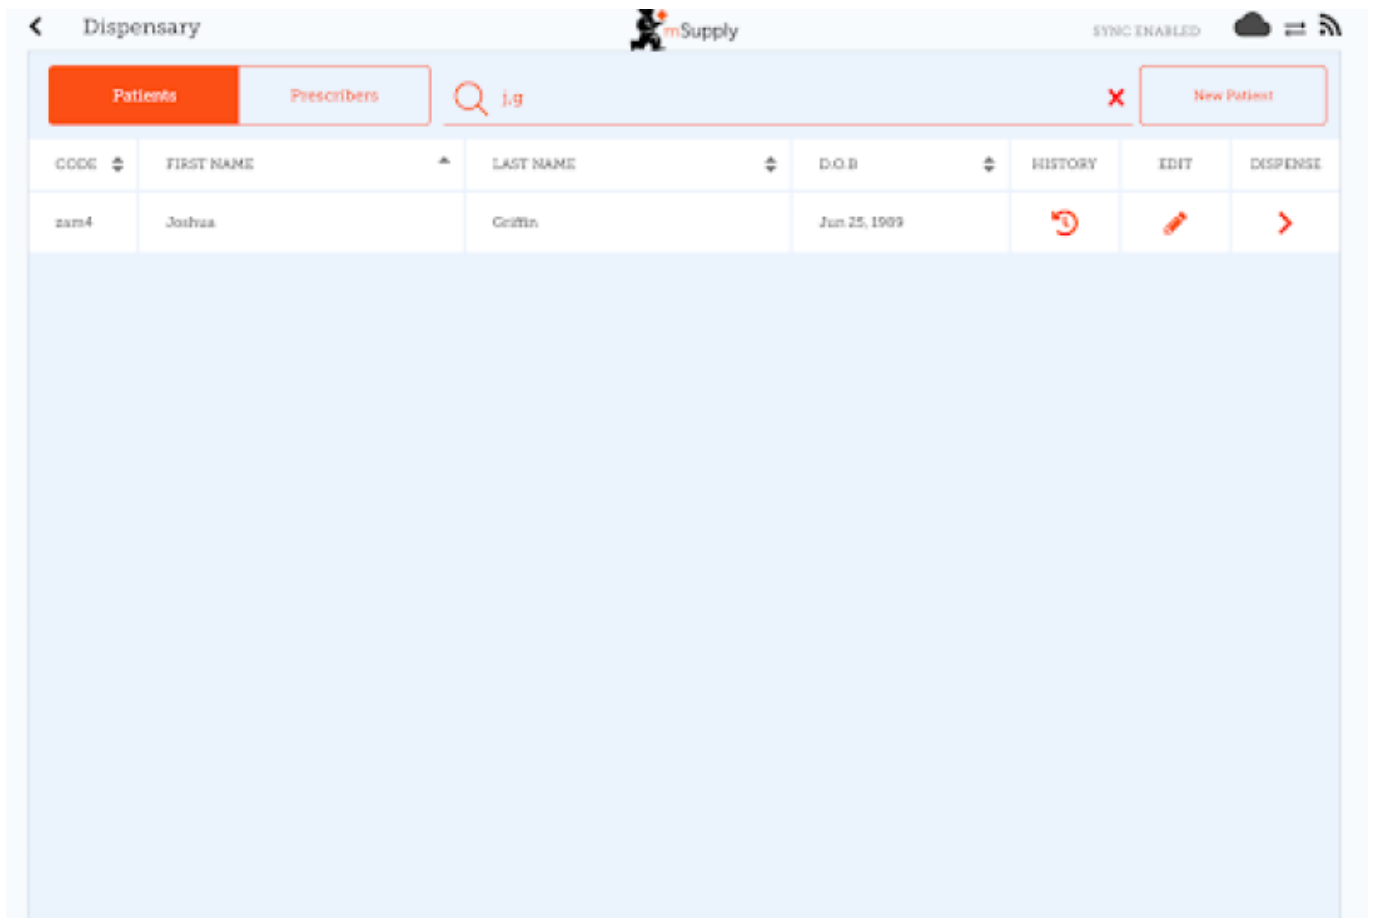 Dispensary
mSupply
SYNC ENABLED
Patients
Prescribers
j.g
New Patient
CODE FIRST NAME LAST NAME D.O.B HISTORY EDIT DISPENSE
zam4 Joshua Griffin Jun 25, 1989